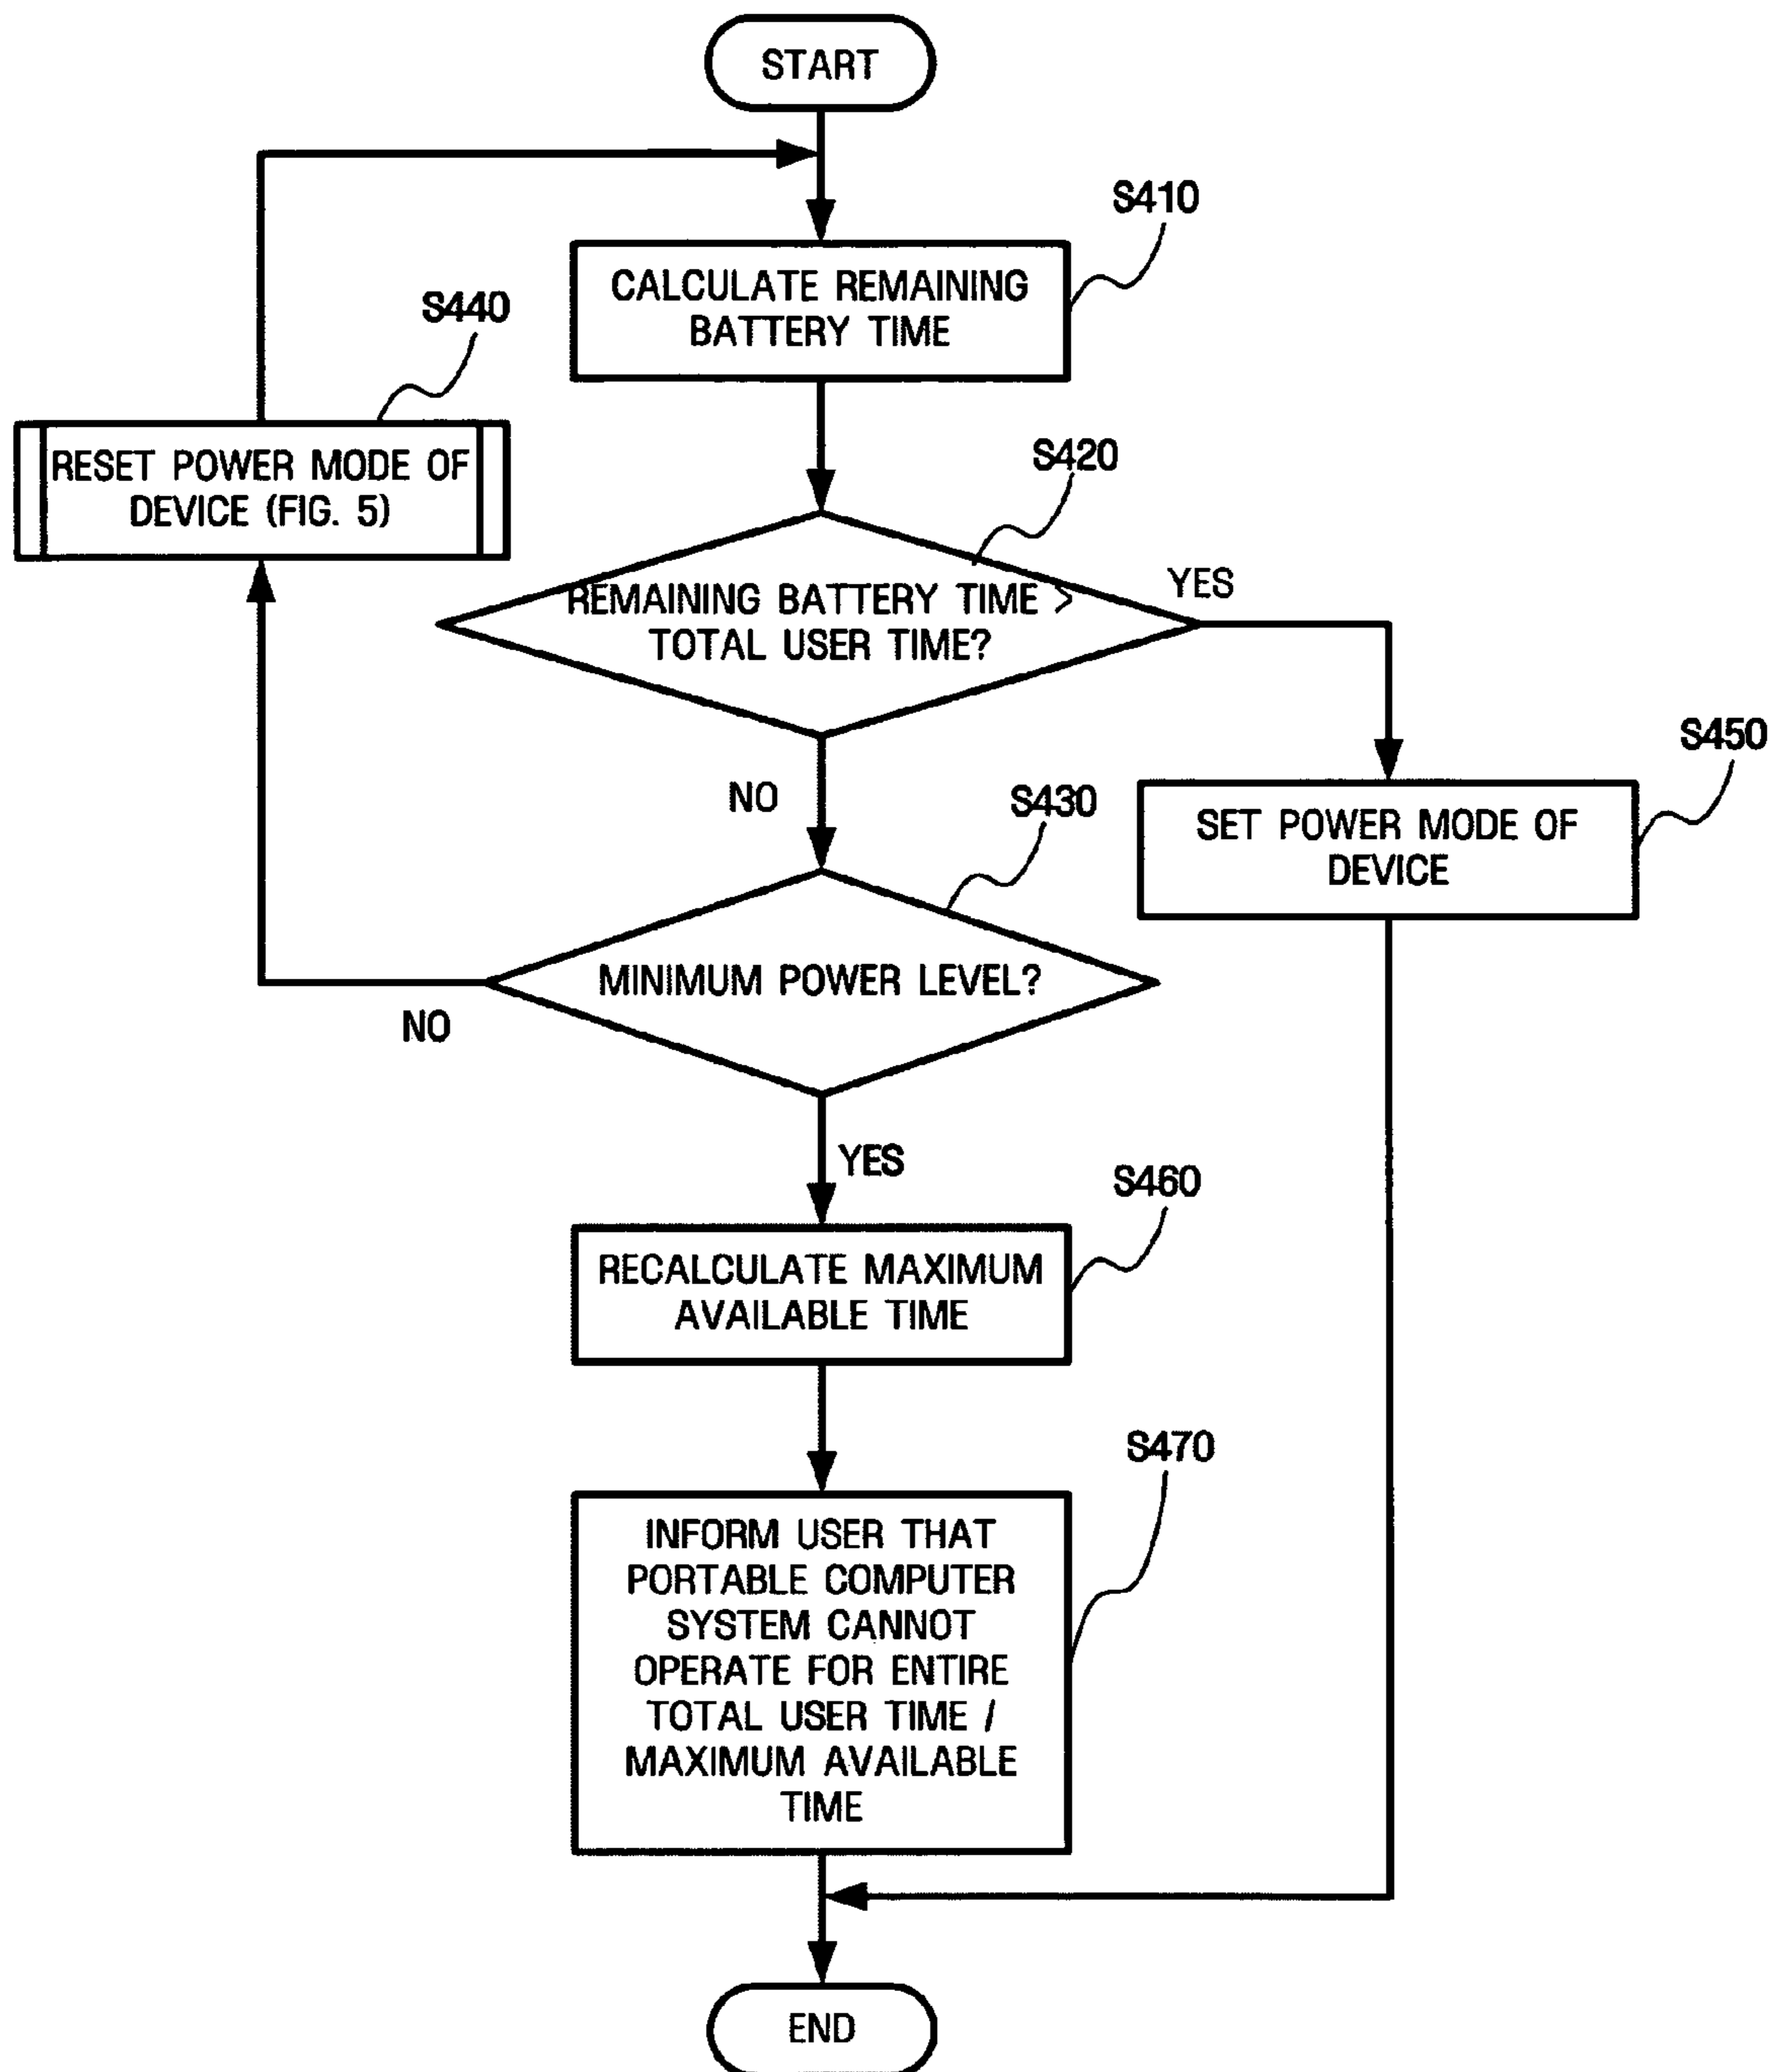 START
S410
CALCULATE REMAINING
BATTERY TIME
S440
RESET POWER MODE OF
DEVICE (FIG. 5)
S420
REMAINING BATTERY TIME >
TOTAL USER TIME?
YES
NO
S450
SET POWER MODE OF
DEVICE
S430
MINIMUM POWER LEVEL?
NO
YES
S460
RECALCULATE MAXIMUM
AVAILABLE TIME
S470
INFORM USER THAT
PORTABLE COMPUTER
SYSTEM CANNOT
OPERATE FOR ENTIRE
TOTAL USER TIME /
MAXIMUM AVAILABLE
TIME
END